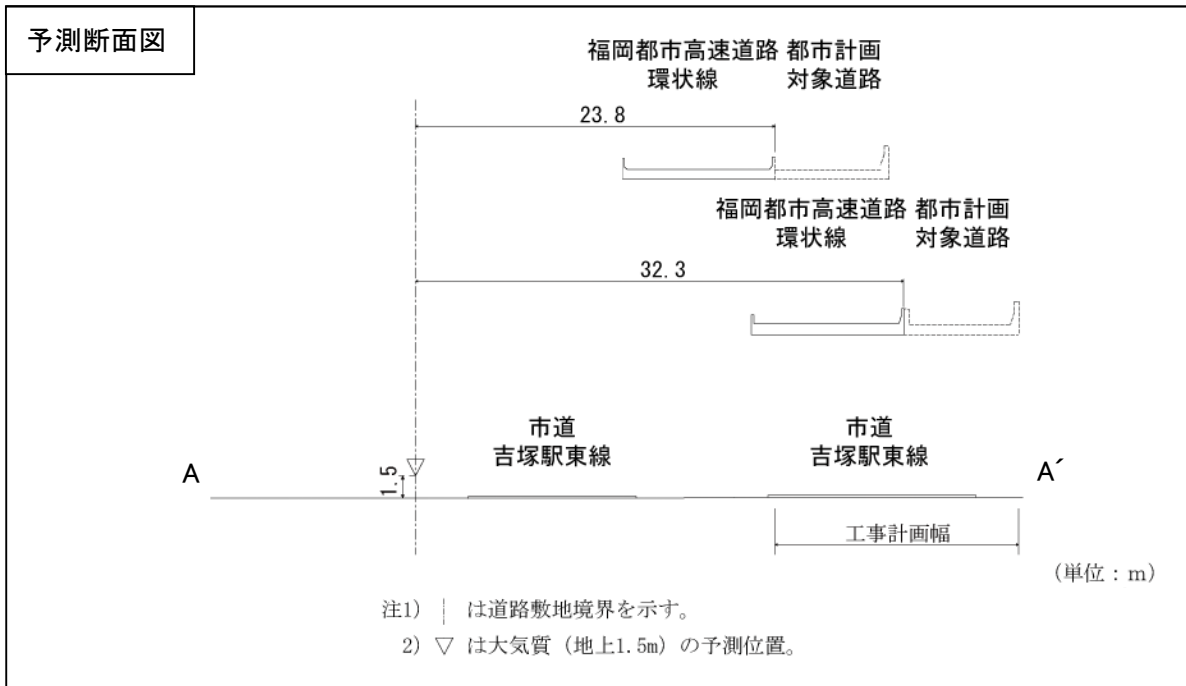 予測断面図
福岡都市高速道路 都市計画
環状線 対象道路
23.8
福岡都市高速道路 都市計画
環状線 対象道路
32.3
市道
吉塚駅東線
市道
吉塚駅東線
A
1.5
A´
工事計画幅
(単位:m)
注1) ¦ は道路敷地境界を示す。
2) ▽ は大気質(地上1.5m)の予測位置。